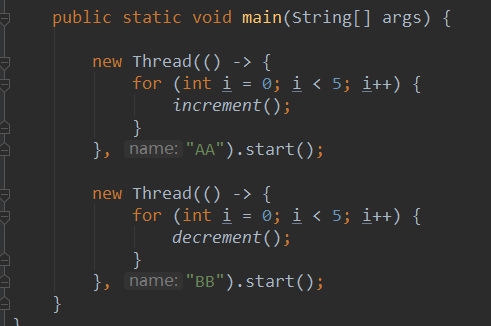 public static void main(String[] args) {
new Thread(() -> {
for (int i = 0; i < 5; i++) {
increment();
}
}, name: "AA").start();
new Thread(() -> {
for (int i = 0; i < 5; i++) {
decrement();
}
}, name: "BB").start();
}
}